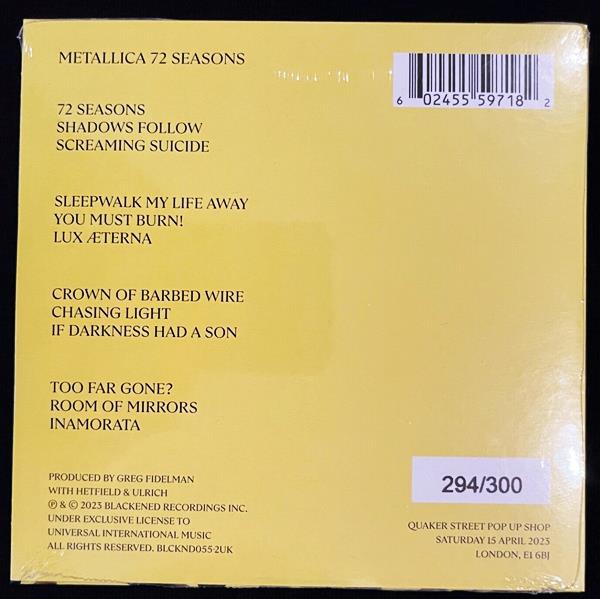 METALLICA 72 SEASONS
6 02455 59718 2
72 SEASONS
SHADOWS FOLLOW
SCREAMING SUICIDE
SLEEPWALK MY LIFE AWAY
YOU MUST BURN!
LUX ÆTERNA
CROWN OF BARBED WIRE
CHASING LIGHT
IF DARKNESS HAD A SON
TOO FAR GONE?
ROOM OF MIRRORS
INAMORATA
PRODUCED BY GREG FIDELMAN
WITH HETFIELD & ULRICH
℗ & © 2023 BLACKENED RECORDINGS INC.
UNDER EXCLUSIVE LICENSE TO
UNIVERSAL INTERNATIONAL MUSIC
ALL RIGHTS RESERVED. BLCKND055-2UK
294/300
QUAKER STREET POP UP SHOP
SATURDAY 15 APRIL 2023
LONDON, E1 6BJ